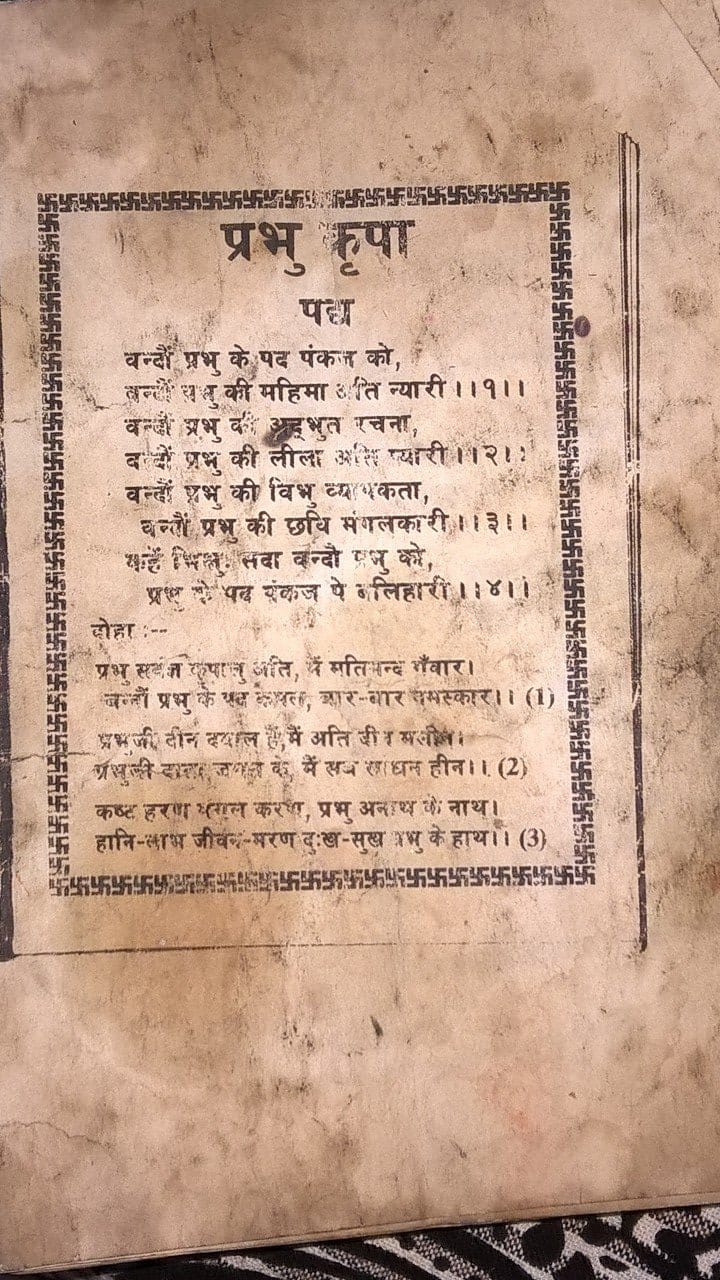 प्रभु कृपा
पद्य
वन्दौं प्रभु के पद पंकज को,
वन्दौं प्रभु की महिमा अति न्यारी ।।१।।
वन्दौं प्रभु की अद्भुत रचना,
वन्दौं प्रभु की लीला अति प्यारी ।।२।।
वन्दौं प्रभु की विभु व्यापकता,
वन्दौं प्रभु की छवि मंगलकारी ।।३।।
कहें भिक्षु सदा वन्दौं प्रभु को,
प्रभु के पद पंकज पे बलिहारी ।।४।।
दोहा :--
प्रभु कृपालु अति, मैं मतिमन्द गँवार।
वन्दौं प्रभु के पद कमल, बार-बार नमस्कार।। (1)
प्रभुजी दीन दयाल हैं, मैं अति दीन मलीन।
प्रभुजी दाता जगत के, मैं सब साधन हीन।। (2)
कष्ट हरण मंगल करण, प्रभु अनाथ के नाथ।
हानि-लाभ जीवन-मरण दुःख-सुख प्रभु के हाथ।। (3)